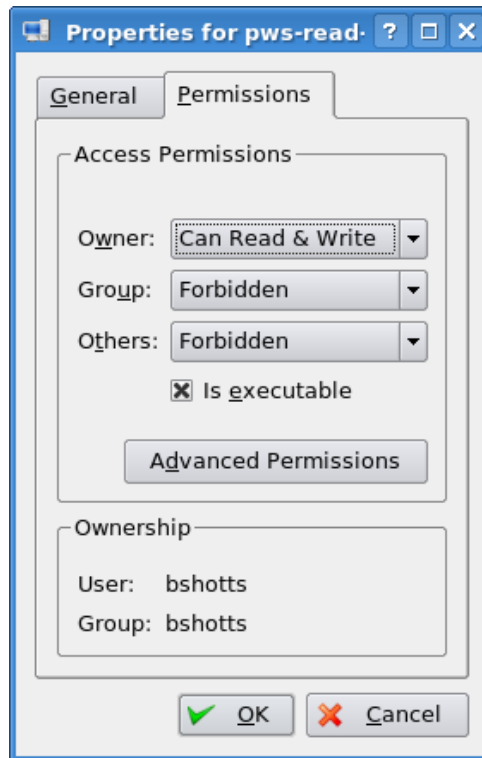 Properties for pws-read-
General Permissions
Access Permissions
Owner: Can Read & Write
Group: Forbidden
Others: Forbidden
Is executable
Advanced Permissions
Ownership
User: bshotts
Group: bshotts
OK Cancel